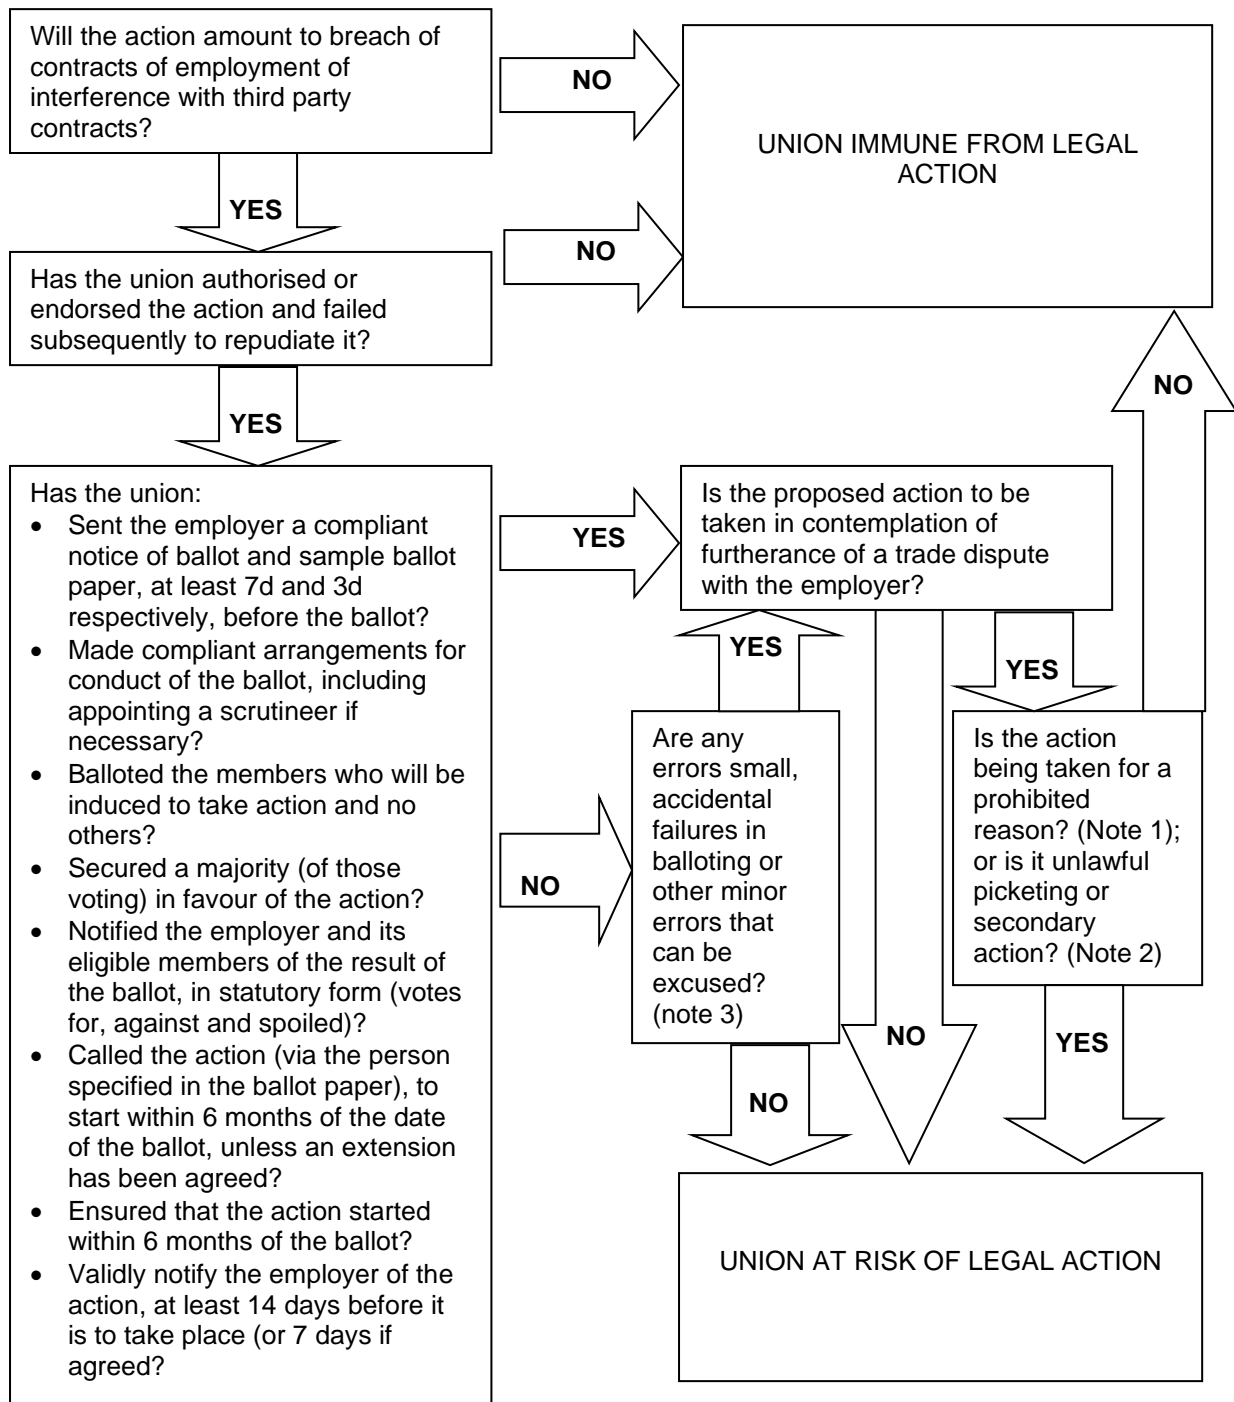 Will the action amount to breach of
contracts of employment of
interference with third party
contracts?
NO
UNION IMMUNE FROM LEGAL
ACTION
YES
NO
Has the union authorised or
endorsed the action and failed
subsequently to repudiate it?
YES
NO
Has the union:
• Sent the employer a compliant
notice of ballot and sample ballot
paper, at least 7d and 3d
respectively, before the ballot?
• Made compliant arrangements for
conduct of the ballot, including
appointing a scrutineer if
necessary?
• Balloted the members who will be
induced to take action and no
others?
• Secured a majority (of those
voting) in favour of the action?
• Notified the employer and its
eligible members of the result of
the ballot, in statutory form (votes
for, against and spoiled)?
• Called the action (via the person
specified in the ballot paper), to
start within 6 months of the date
of the ballot, unless an extension
has been agreed?
• Ensured that the action started
within 6 months of the ballot?
• Validly notify the employer of the
action, at least 14 days before it
is to take place (or 7 days if
agreed?
YES
Is the proposed action to be
taken in contemplation of
furtherance of a trade dispute
with the employer?
YES
YES
NO
Are any
errors small,
accidental
failures in
balloting or
other minor
errors that
can be
excused?
(note 3)
Is the action
being taken for a
prohibited
reason? (Note 1);
or is it unlawful
picketing or
secondary
action? (Note 2)
NO
NO
YES
UNION AT RISK OF LEGAL ACTION